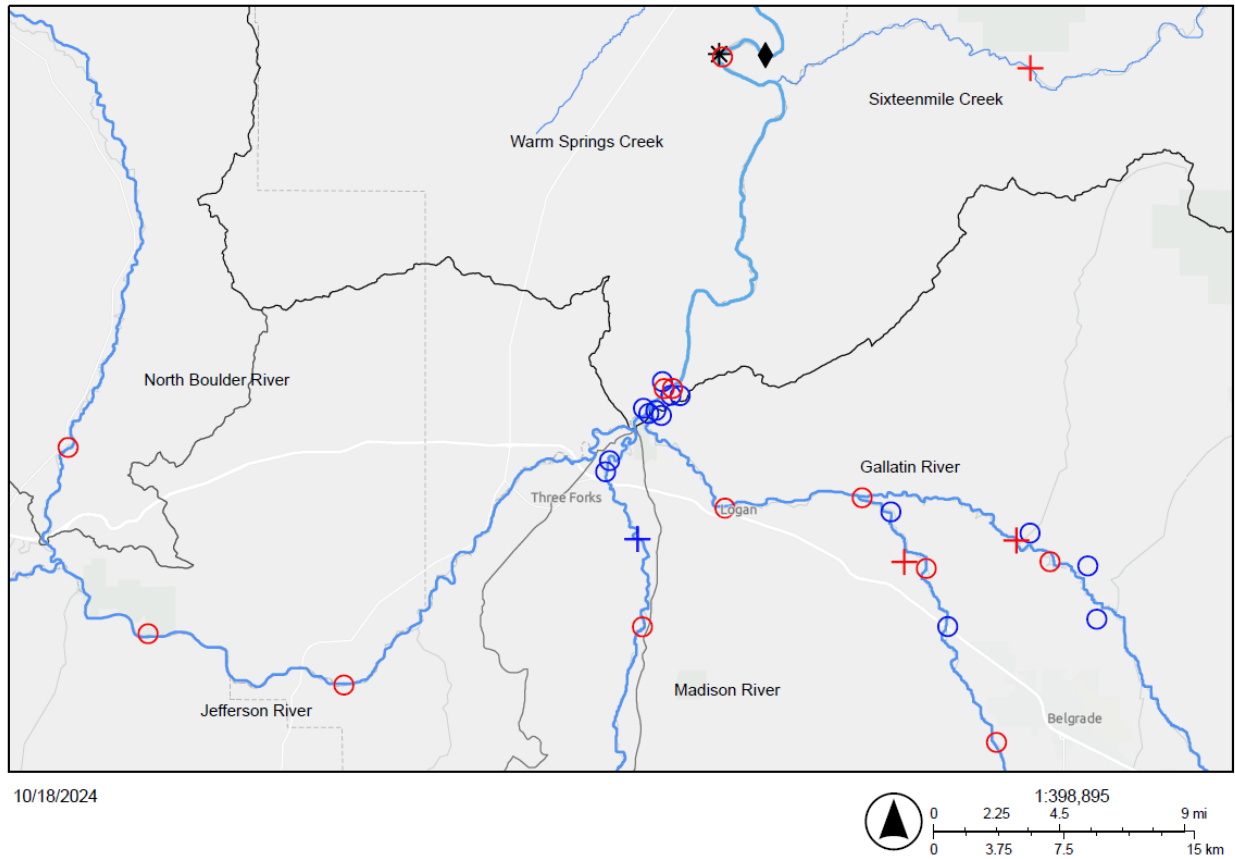 Sixteenmile Creek
Warm Springs Creek
North Boulder River
Gallatin River
Three Forks
Logan
Madison River
Jefferson River
Belgrade
10/18/2024
1:398,895
0 2.25 4.5 9 mi
0 3.75 7.5 15 km